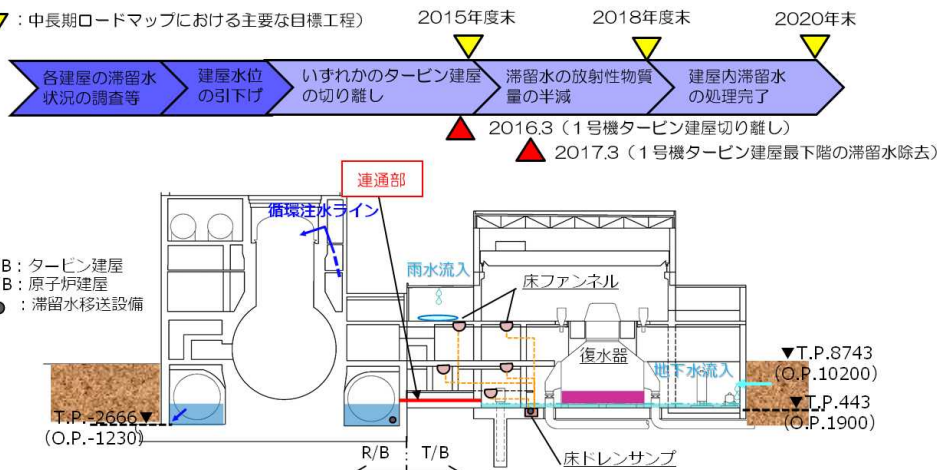 ：中長期ロードマップにおける主要な目標工程）
2015年度末
2018年度末
2020年末
各建屋の滞留水
状況の調査等
建屋水位
の引下げ
いずれかのタービン建屋
の切り離し
滞留水の放射性物質
量の半減
建屋内滞留水
の処理完了
2016.3（１号機タービン建屋切り離し）
2017.3（１号機タービン建屋最下階の滞留水除去）
連通部
循環注水ライン
B：タービン建屋
B：原子炉建屋
：滞留水移送設備
雨水流入
床ファンネル
復水器
地下水流入
▼T.P.8743
(O.P.10200)
▼T.P.443
(O.P.1900)
T.P.-2666▼
(O.P.-1230)
R/B
T/B
床ドレンサンプ